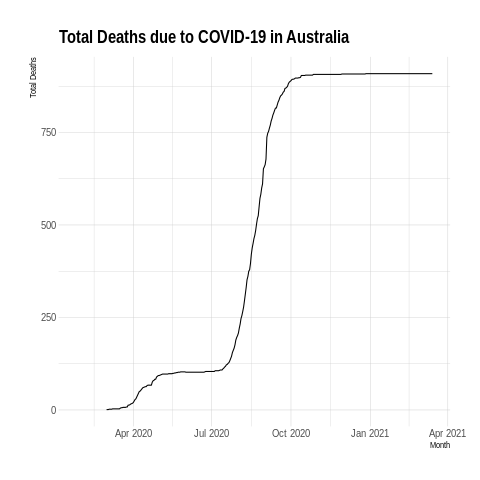 Total Deaths due to COVID-19 in Australia
Total Deaths
750
500
250
0
Apr 2020 Jul 2020 Oct 2020 Jan 2021 Apr 2021
Month